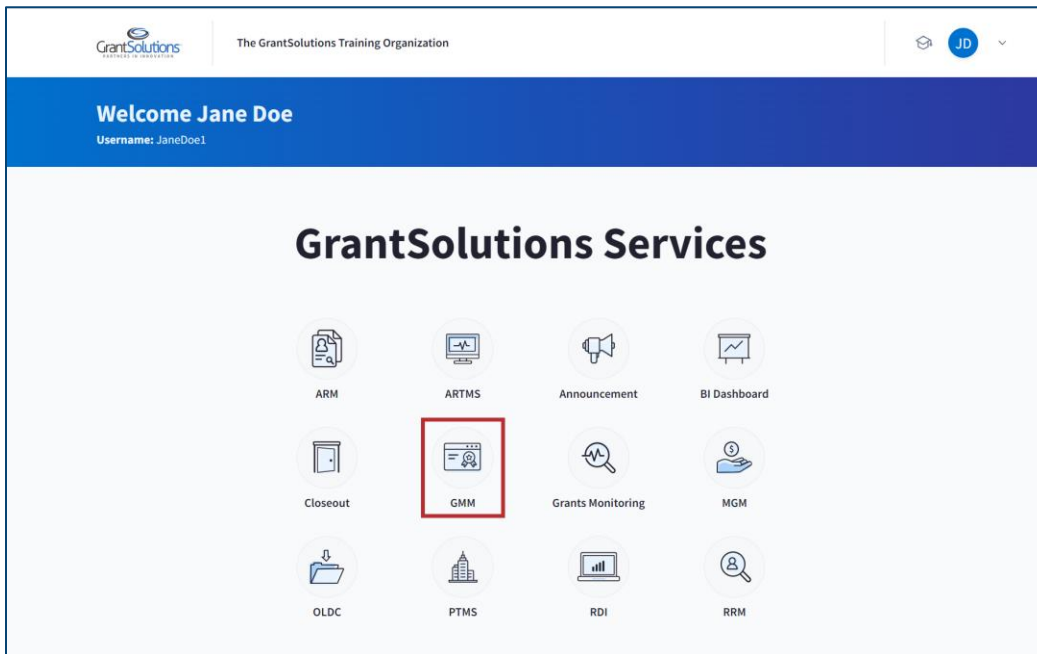 GrantSolutions
PARTNERS IN INNOVATION
The GrantSolutions Training Organization
JD
Welcome Jane Doe
Username: JaneDoe1
GrantSolutions Services
ARM
ARTMS
Announcement
BI Dashboard
Closeout
GMM
Grants Monitoring
MGM
OLDC
PTMS
RDI
RRM